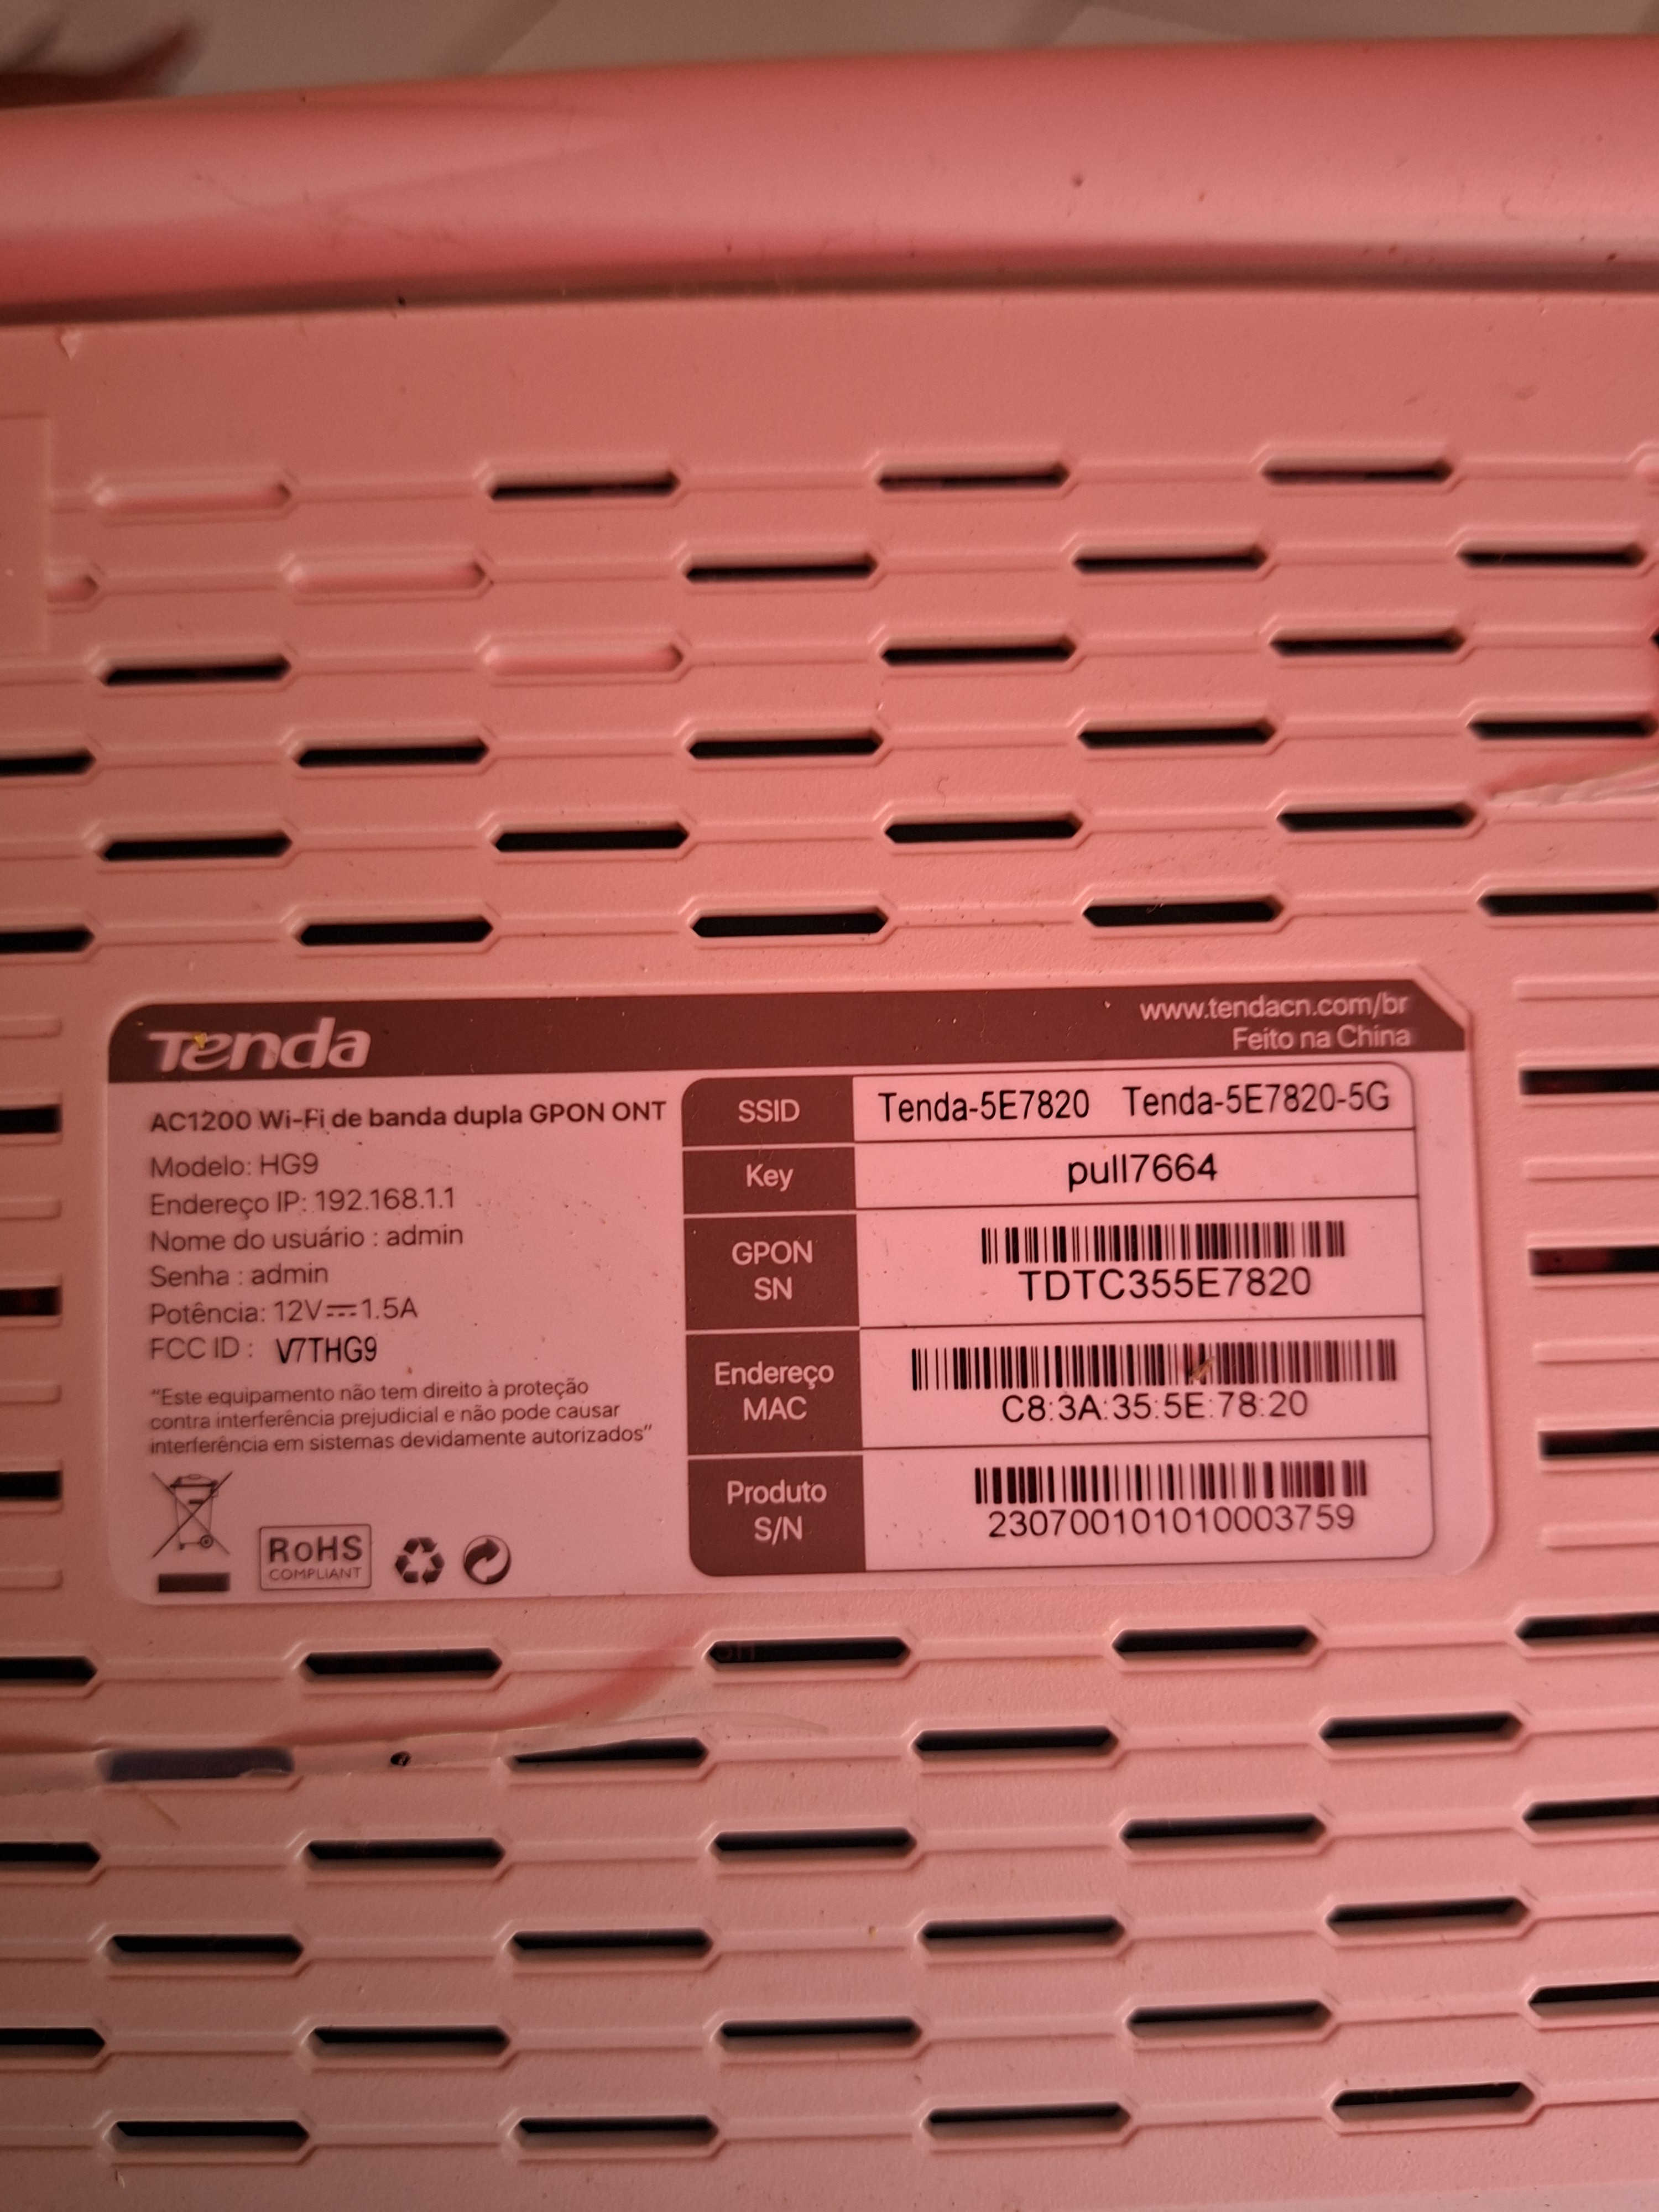 Tenda
www.tendacn.com/br
Feito na China
AC1200 Wi-Fi de banda dupla GPON ONT
Modelo: HG9
Endereço IP: 192.168.1.1
Nome do usuário : admin
Senha : admin
Potência: 12V⎓1.5A
FCC ID : V7THG9
"Este equipamento não tem direito à proteção
contra interferência prejudicial e não pode causar
interferência em sistemas devidamente autorizados"
RoHS
COMPLIANT
SSID Tenda-5E7820 Tenda-5E7820-5G
Key pull7664
GPON
SN
TDTC355E7820
Endereço
MAC
C8:3A:35:5E:78:20
Produto
S/N
230700101010003759